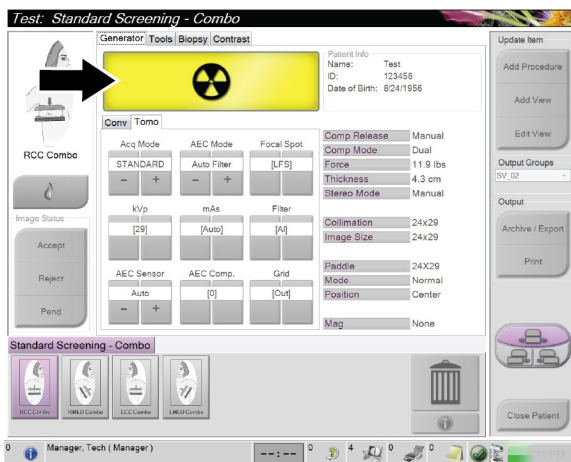 Test: Standard Screening - Combo
Generator Tools Biopsy Contrast
Update Item
Patient Info
Name: Test
ID: 123456
Date of Birth: 8/24/1956
Add Procedure
Add View
Edit View
RCC Combo
Conv Tomo
Acq Mode AEC Mode Focal Spot
STANDARD Auto Filter [LFS]
- + - +
kVp mAs Filter
[29] [Auto] [Al]
AEC Sensor AEC Comp. Grid
Auto [0] [Out]
- +
Comp Release Manual
Comp Mode Dual
Force 11.9 lbs
Thickness 4.3 cm
Stereo Mode Manual
Collimation 24x29
Image Size 24x29
Paddle 24X29
Mode Normal
Position Center
Mag None
Output Groups
SV_02
Output
Archive / Export
Print
Image Status
Accept
Reject
Pend
Standard Screening - Combo
RCC Combo RMLO Combo LCC Combo LMLO Combo
Close Patient
0 Manager, Tech ( Manager ) --:-- 0 4 0 0